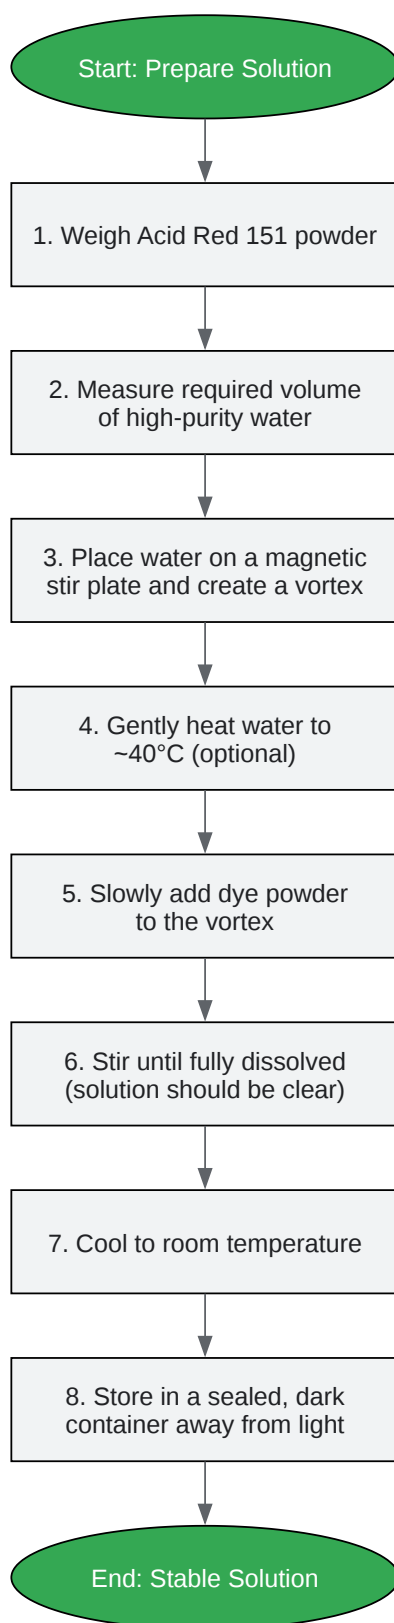 Start: Prepare Solution
1. Weigh Acid Red 151 powder
2. Measure required volume
of high-purity water
3. Place water on a magnetic
stir plate and create a vortex
4. Gently heat water to
~40°C (optional)
5. Slowly add dye powder
to the vortex
6. Stir until fully dissolved
(solution should be clear)
7. Cool to room temperature
8. Store in a sealed, dark
container away from light
End: Stable Solution